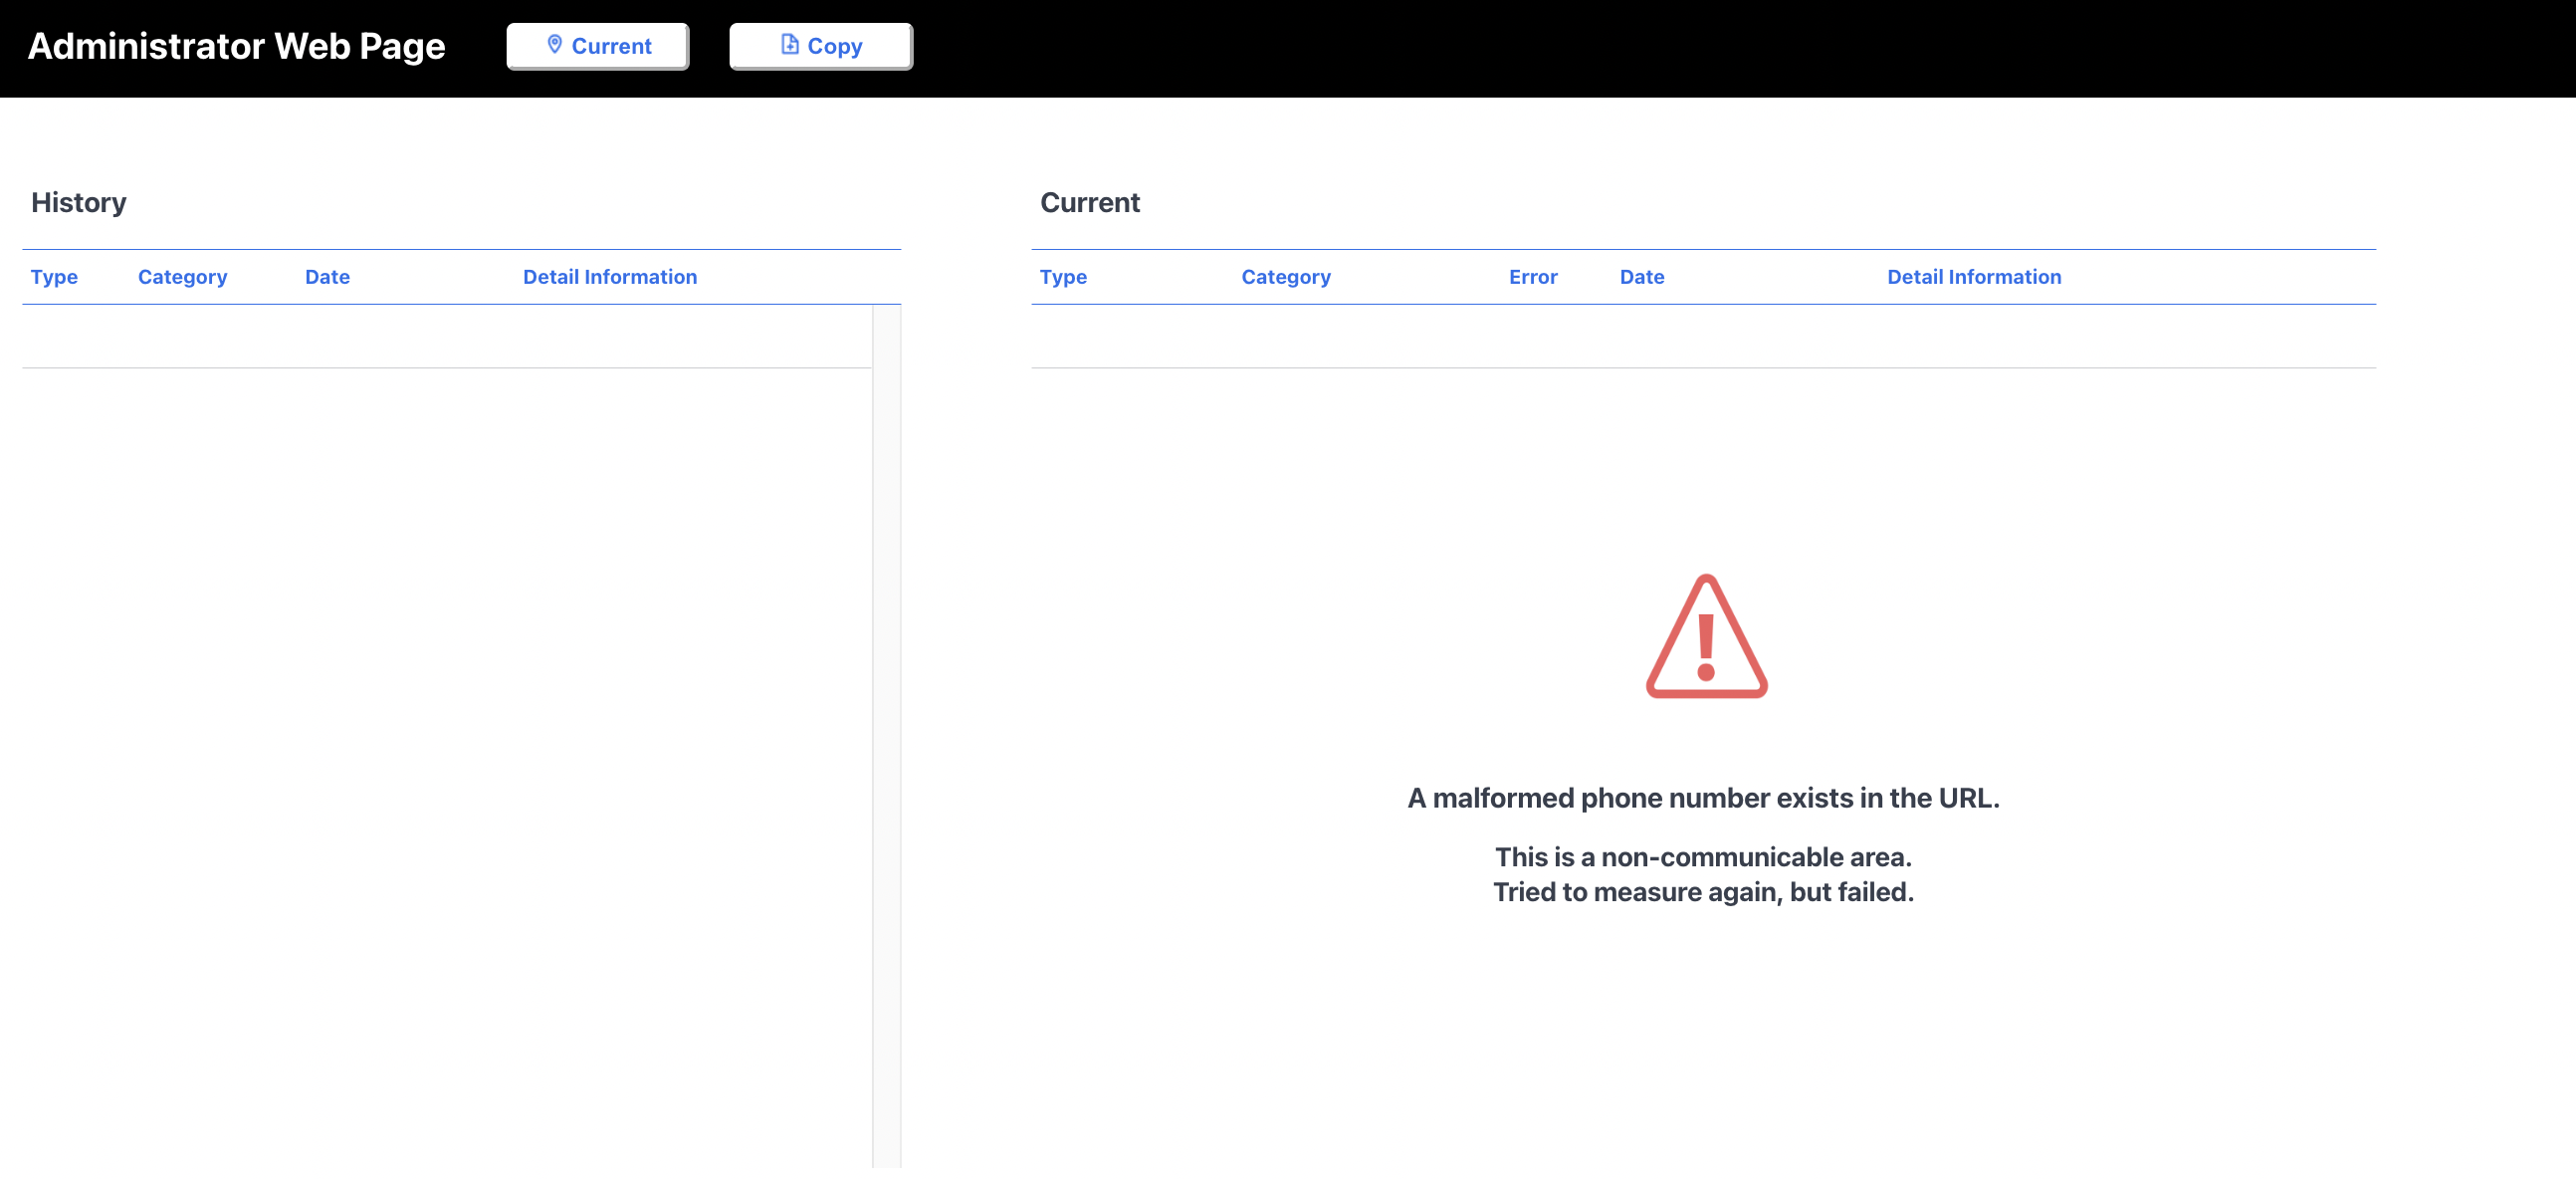 Administrator Web Page
Current
Copy
History
Type Category Date Detail Information
Current
Type Category Error Date Detail Information
A malformed phone number exists in the URL.
This is a non-communicable area.
Tried to measure again, but failed.